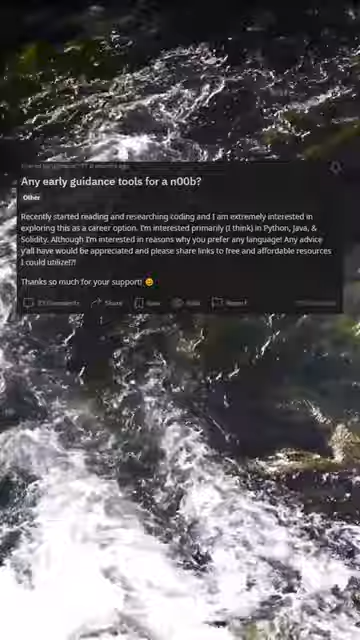 Any early guidance tools for a n00b?
Other
Recently started reading and researching coding and I am extremely interested in
exploring this as a career option. I'm interested primarily (I think) in Python, Java, &
Solidity. Although I'm interested in reasons why you prefer any language! Any advice
y'all have would be appreciated and please share links to free and affordable resources
I could utilize!?!
Thanks so much for your support! 😊
Comments Share Save Hide Report